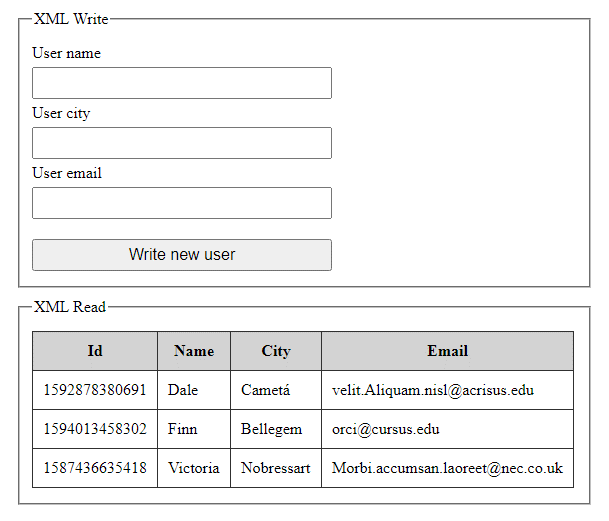 XML Write
User name
User city
User email
Write new user
XML Read
Id Name City Email
1592878380691 Dale Cametá velit.Aliquam.nisl@acrisus.edu
1594013458302 Finn Bellegem orci@cursus.edu
1587436635418 Victoria Nobressart Morbi.accumsan.laoreet@nec.co.uk